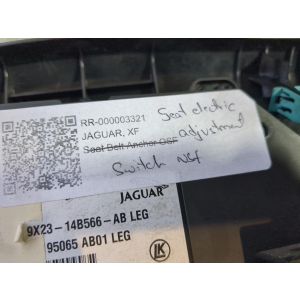 RR-000003321
JAGUAR, XF
Seat Belt Anchor OSF
Seat electric
adjustment
Switch NSF
JAGUAR
9X23-14B566-AB LEG
95065 AB01 LEG
LK